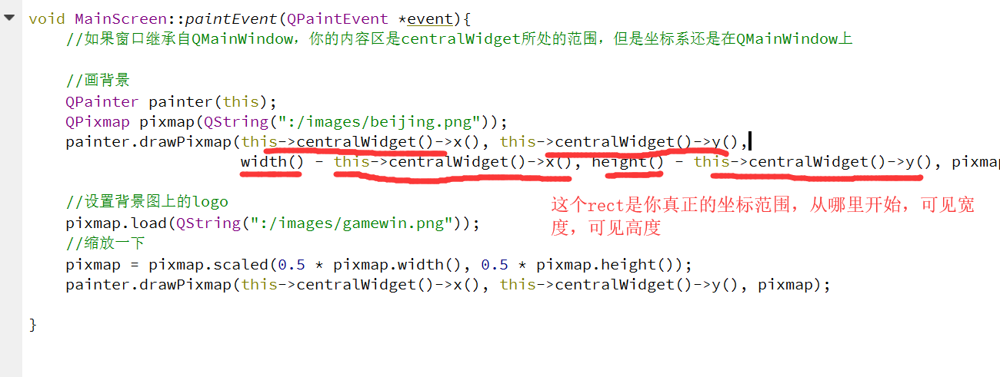 void MainScreen::paintEvent(QPaintEvent *event){
//如果窗口继承自QMainWindow，你的内容区是centralWidget所处的范围，但是坐标系还是在QMainWindow上
//画背景
QPainter painter(this);
QPixmap pixmap(QString(":/images/beijing.png"));
painter.drawPixmap(this->centralWidget()->x(), this->centralWidget()->y(),
width() - this->centralWidget()->x(), height() - this->centralWidget()->y(), pixmap
//设置背景图上的logo
这个rect是你真正的坐标范围，从哪里开始，可见宽
度，可见高度
pixmap.load(QString(":/images/gamewin.png"));
//缩放一下
pixmap = pixmap.scaled(0.5 * pixmap.width(), 0.5 * pixmap.height());
painter.drawPixmap(this->centralWidget()->x(), this->centralWidget()->y(), pixmap);
}